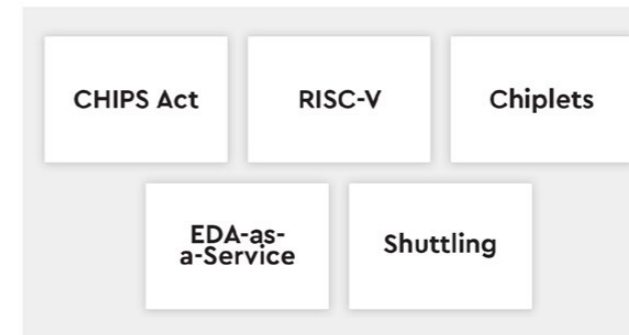 CHIPS Act
RISC-V
Chiplets
EDA-as-
a-Service
Shuttling